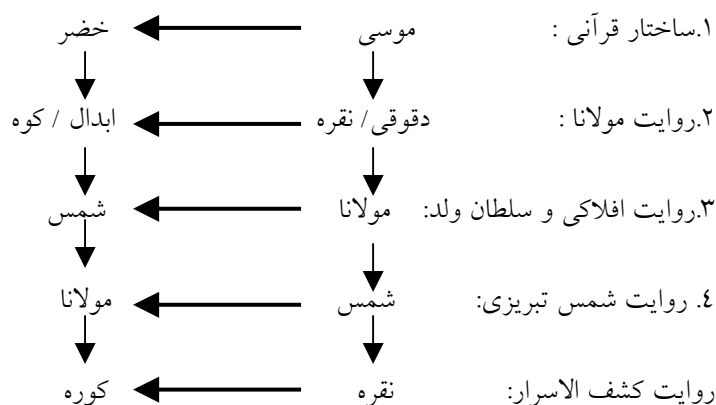 ۱.ساختار قرآنی : موسی خضر
۲.روایت مولانا : دقوقی/ نقره ابدال / کوه
۳.روایت افلاکی و سلطان ولد: مولانا شمس
٤. روایت شمس تبریزی: شمس مولانا
روایت کشف الاسرار: نقره کوره